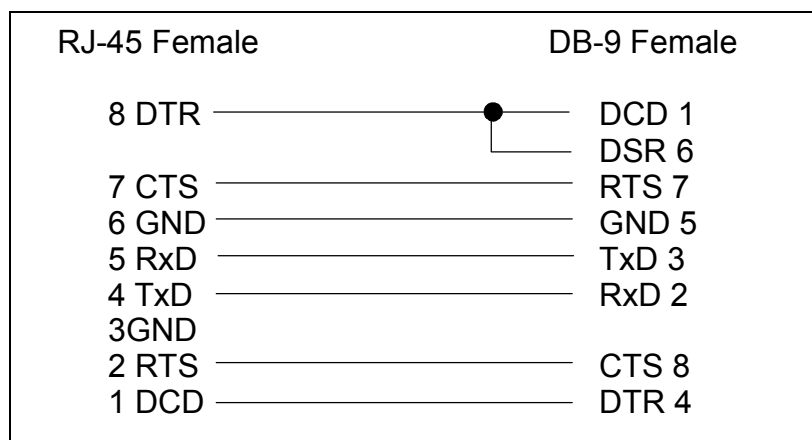 RJ-45 Female DB-9 Female
8 DTR DCD 1
DSR 6
7 CTS RTS 7
6 GND GND 5
5 RxD TxD 3
4 TxD RxD 2
3GND
2 RTS CTS 8
1 DCD DTR 4